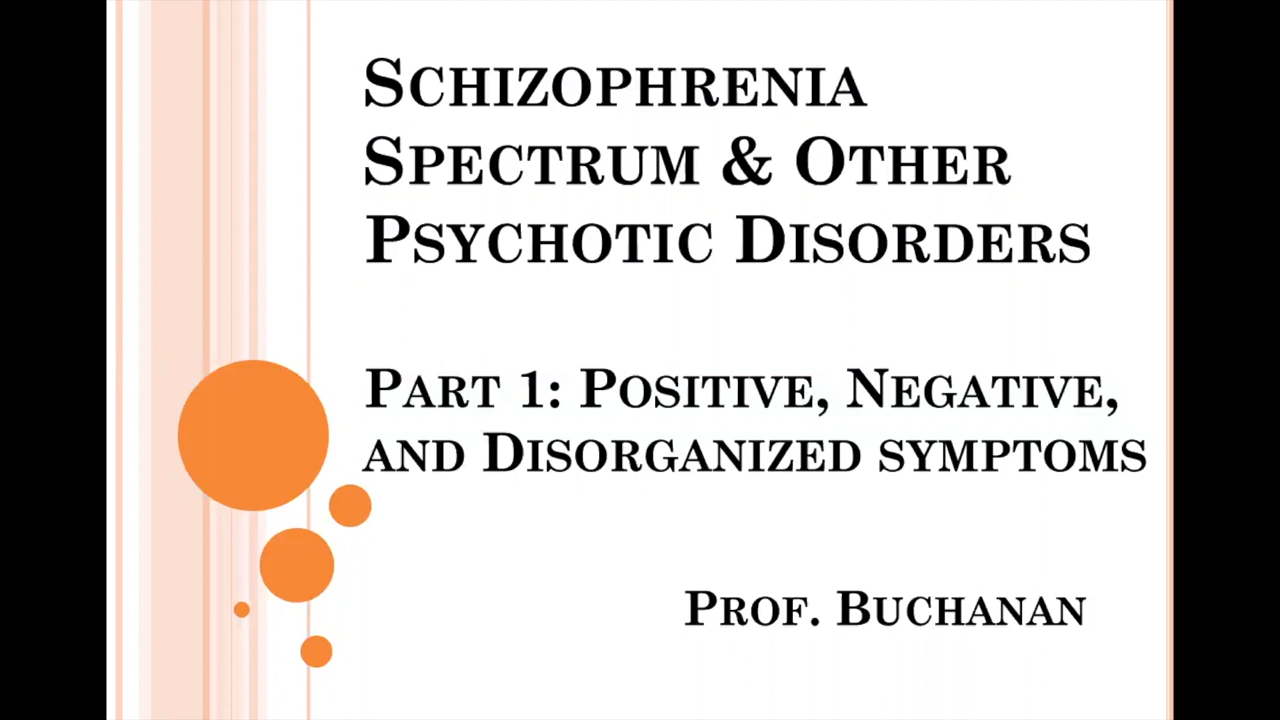 Schizophrenia
Spectrum & Other
Psychotic Disorders
Part 1: Positive, Negative,
and Disorganized symptoms
Prof. Buchanan